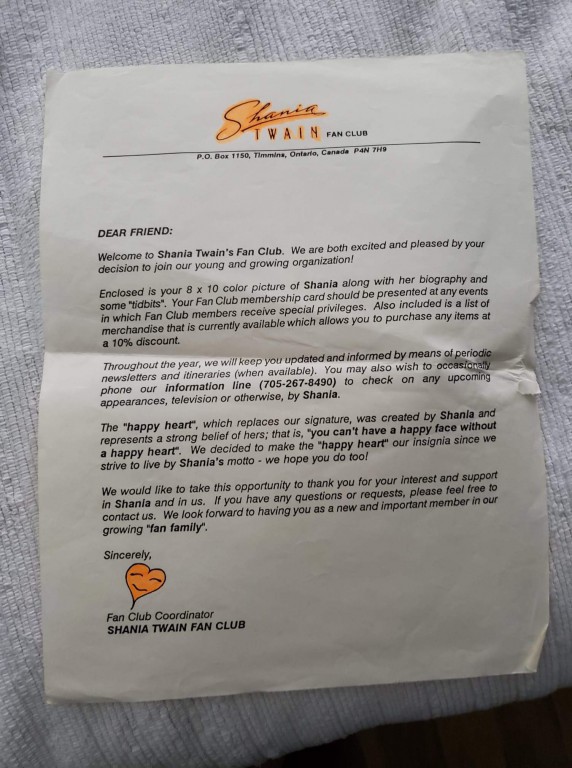 Shania
TWAIN FAN CLUB
P.O. Box 1150, Timmins, Ontario, Canada P4N 7H9
DEAR FRIEND:
Welcome to Shania Twain's Fan Club. We are both excited and pleased by your
decision to join our young and growing organization!
Enclosed is your 8 x 10 color picture of Shania along with her biography and
some "tidbits". Your Fan Club membership card should be presented at any events
in which Fan Club members receive special privileges. Also included is a list of
merchandise that is currently available which allows you to purchase any items at
a 10% discount.
Throughout the year, we will keep you updated and informed by means of periodic
newsletters and itineraries (when available). You may also wish to occasionally
phone our information line (705-267-8490) to check on any upcoming
appearances, television or otherwise, by Shania.
The "happy heart", which replaces our signature, was created by Shania and
represents a strong belief of hers; that is, "you can't have a happy face without
a happy heart". We decided to make the "happy heart" our insignia since we
strive to live by Shania's motto - we hope you do too!
We would like to take this opportunity to thank you for your interest and support
in Shania and in us. If you have any questions or requests, please feel free to
contact us. We look forward to having you as a new and important member in our
growing "fan family".
Sincerely,
Fan Club Coordinator
SHANIA TWAIN FAN CLUB